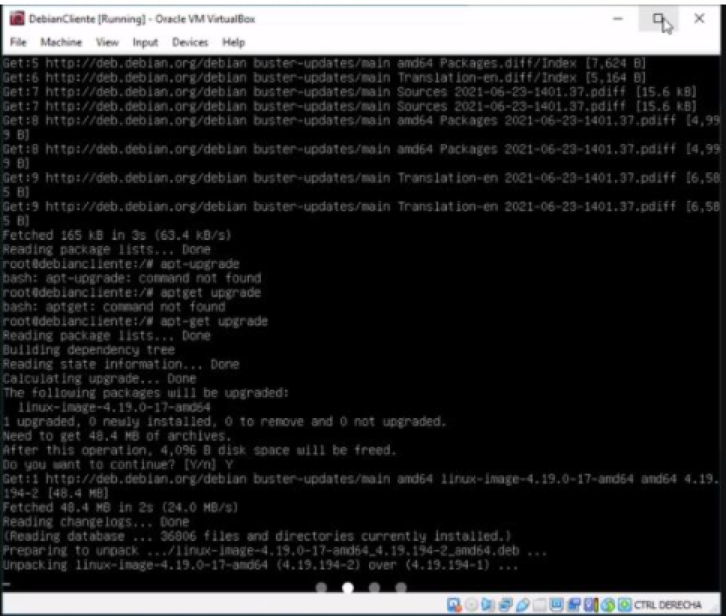 DebianCliente [Running] - Oracle VM VirtualBox
File Machine View Input Devices Help
Get:5 http://deb.debian.org/debian buster-updates/main amd64 Packages.diff/Index [7,624 B]
Get:6 http://deb.debian.org/debian buster-updates/main Translation-en.diff/Index [5,164 B]
Get:7 http://deb.debian.org/debian buster-updates/main Sources 2021-06-23-1401.37.pdiff [15.6 kB]
Get:7 http://deb.debian.org/debian buster-updates/main Sources 2021-06-23-1401.37.pdiff [15.6 kB]
Get:8 http://deb.debian.org/debian buster-updates/main amd64 Packages 2021-06-23-1401.37.pdiff [4,99
9 B]
Get:8 http://deb.debian.org/debian buster-updates/main amd64 Packages 2021-06-23-1401.37.pdiff [4,99
9 B]
Get:9 http://deb.debian.org/debian buster-updates/main Translation-en 2021-06-23-1401.37.pdiff [6,58
5 B]
Get:9 http://deb.debian.org/debian buster-updates/main Translation-en 2021-06-23-1401.37.pdiff [6,58
5 B]
Fetched 165 kB in 3s (63.4 kB/s)
Reading package lists... Done
root@debiancliente:/# apt-upgrade
bash: apt-upgrade: command not found
root@debiancliente:/# aptget upgrade
bash: aptget: command not found
root@debiancliente:/# apt-get upgrade
Reading package lists... Done
Building dependency tree
Reading state information... Done
Calculating upgrade... Done
The following packages will be upgraded:
linux-image-4.19.0-17-amd64
1 upgraded, 0 newly installed, 0 to remove and 0 not upgraded.
Need to get 48.4 MB of archives.
After this operation, 4,096 B disk space will be freed.
Do you want to continue? [Y/n] Y
Get:1 http://deb.debian.org/debian buster-updates/main amd64 linux-image-4.19.0-17-amd64 amd64 4.19.
194-2 [48.4 MB]
Fetched 48.4 MB in 2s (24.0 MB/s)
Reading changelogs... Done
(Reading database ... 36806 files and directories currently installed.)
Preparing to unpack .../linux-image-4.19.0-17-amd64_4.19.194-2_amd64.deb ...
Unpacking linux-image-4.19.0-17-amd64 (4.19.194-2) over (4.19.194-1) ...
CTRL DERECHA